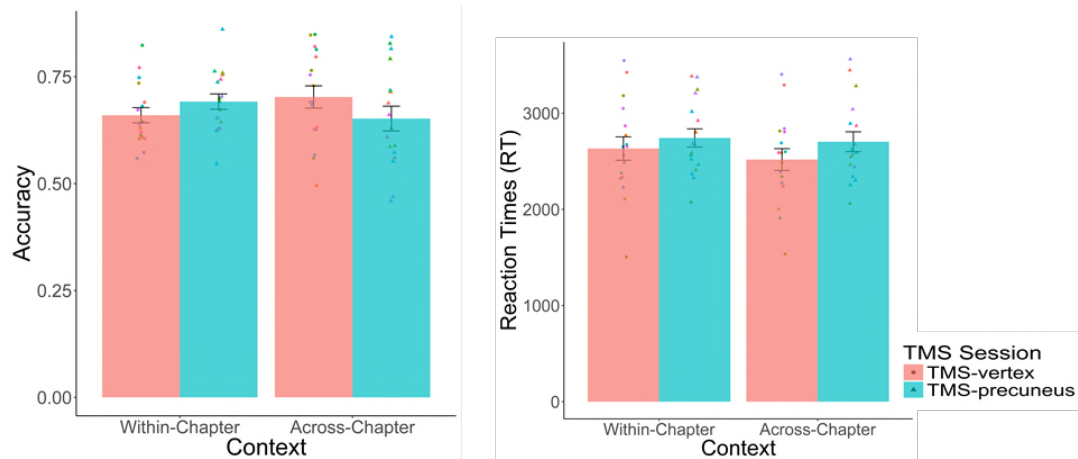 Accuracy
0.75
0.50
0.25
0.00
Within-Chapter
Across-Chapter
Context
Reaction Times (RT)
3000
2000
1000
0
Within-Chapter
Across-Chapter
Context
TMS Session
TMS-vertex
TMS-precuneus